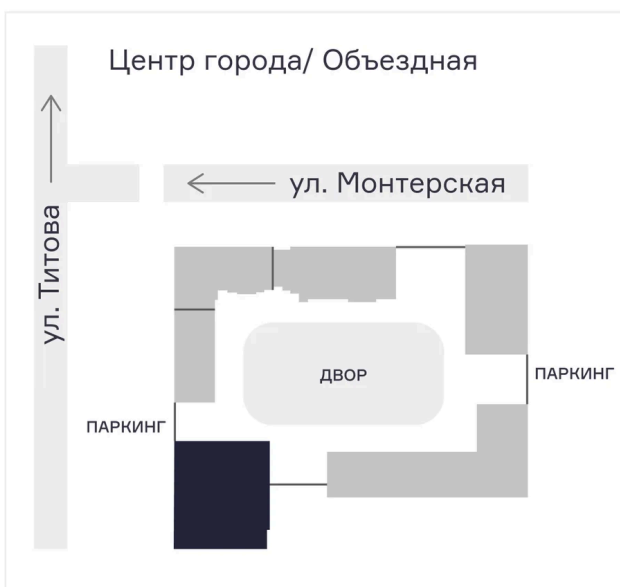 Центр города/ Объездная
ул. Монтерская
ул. Титова
ДВОР
ПАРКИНГ
ПАРКИНГ